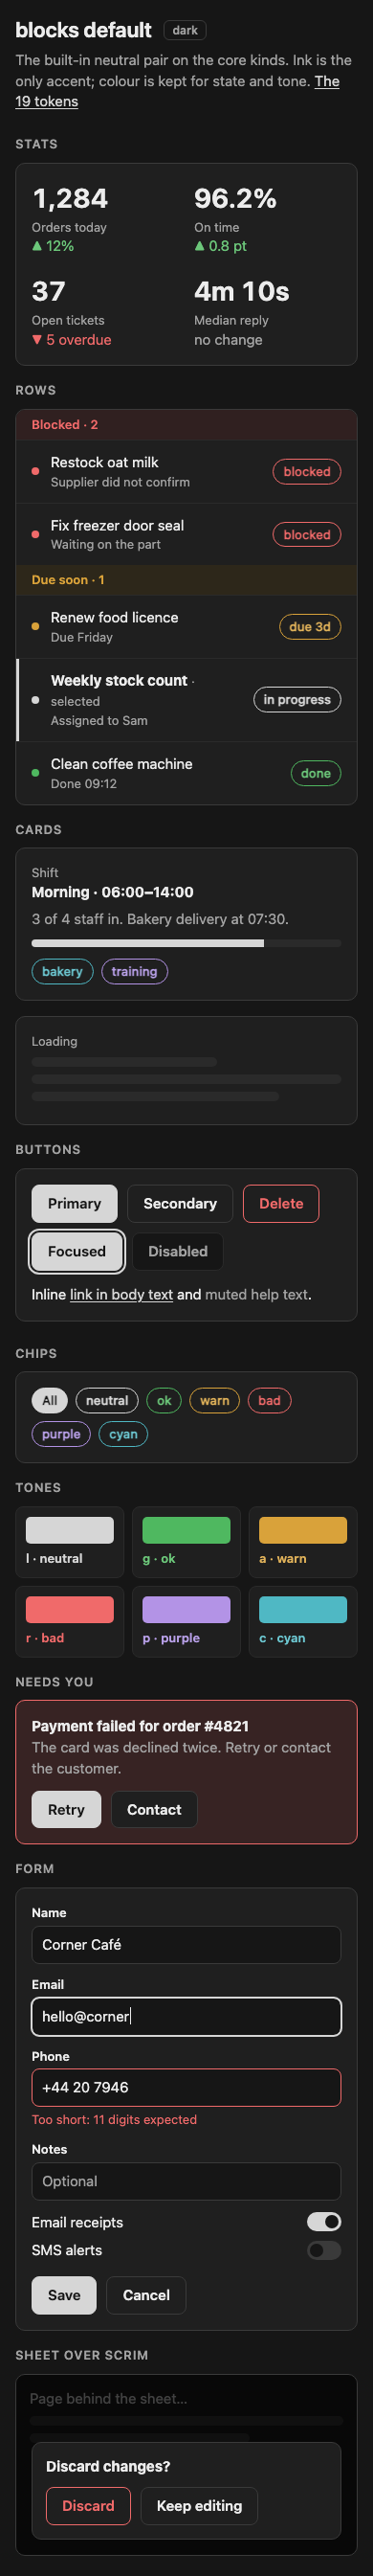 blocks default dark
The built-in neutral pair on the core kinds. Ink is the
only accent; colour is kept for state and tone. The
19 tokens
STATS
1,284 96.2%
Orders today On time
▲ 12% ▲ 0.8 pt
37 4m 10s
Open tickets Median reply
▼ 5 overdue no change
ROWS
Blocked · 2
Restock oat milk
Supplier did not confirm
blocked
Fix freezer door seal
Waiting on the part
blocked
Due soon · 1
Renew food licence
Due Friday
due 3d
Weekly stock count ·
selected
Assigned to Sam
in progress
Clean coffee machine
Done 09:12
done
CARDS
Shift
Morning · 06:00–14:00
3 of 4 staff in. Bakery delivery at 07:30.
bakery training
Loading
BUTTONS
Primary Secondary Delete
Focused Disabled
Inline link in body text and muted help text.
CHIPS
All neutral ok warn bad
purple cyan
TONES
l · neutral g · ok a · warn
r · bad p · purple c · cyan
NEEDS YOU
Payment failed for order #4821
The card was declined twice. Retry or contact
the customer.
Retry Contact
FORM
Name
Corner Café
Email
hello@corner
Phone
+44 20 7946
Too short: 11 digits expected
Notes
Optional
Email receipts
SMS alerts
Save Cancel
SHEET OVER SCRIM
Page behind the sheet…
Discard changes?
Discard Keep editing